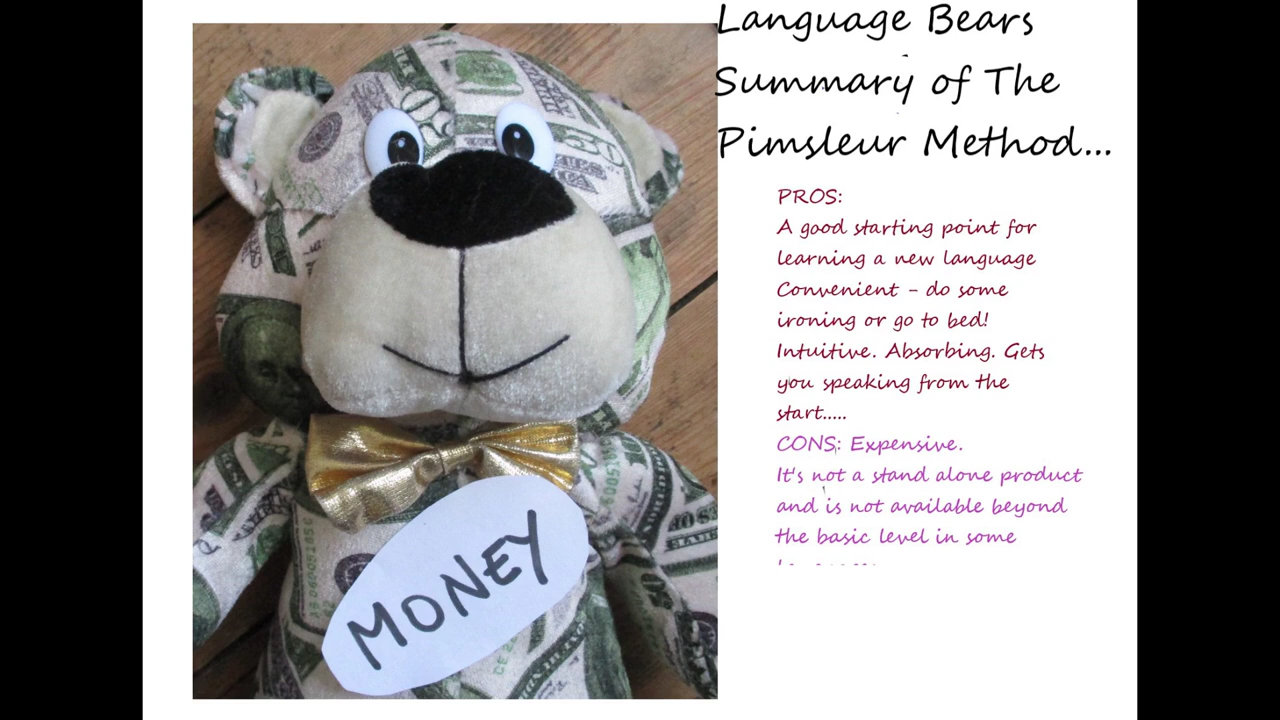 Language Bears
Summary of The
Pimsleur Method...
PROS:
A good starting point for
learning a new language
Convenient - do some
ironing or go to bed!
Intuitive. Absorbing. Gets
you speaking from the
start.....
CONS: Expensive.
It's not a stand alone product
and is not available beyond
the basic level in some
MONEY
50